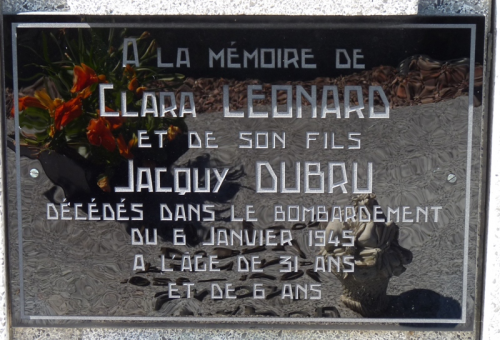 A LA MÉMOIRE DE
CLARA LEONARD
ET DE SON FILS
JACQUY DUBRU
DÉCÉDÉS DANS LE BOMBARDEMENT
DU 6 JANVIER 1945
A L'ÂGE DE 31 ANS
ET DE 6 ANS